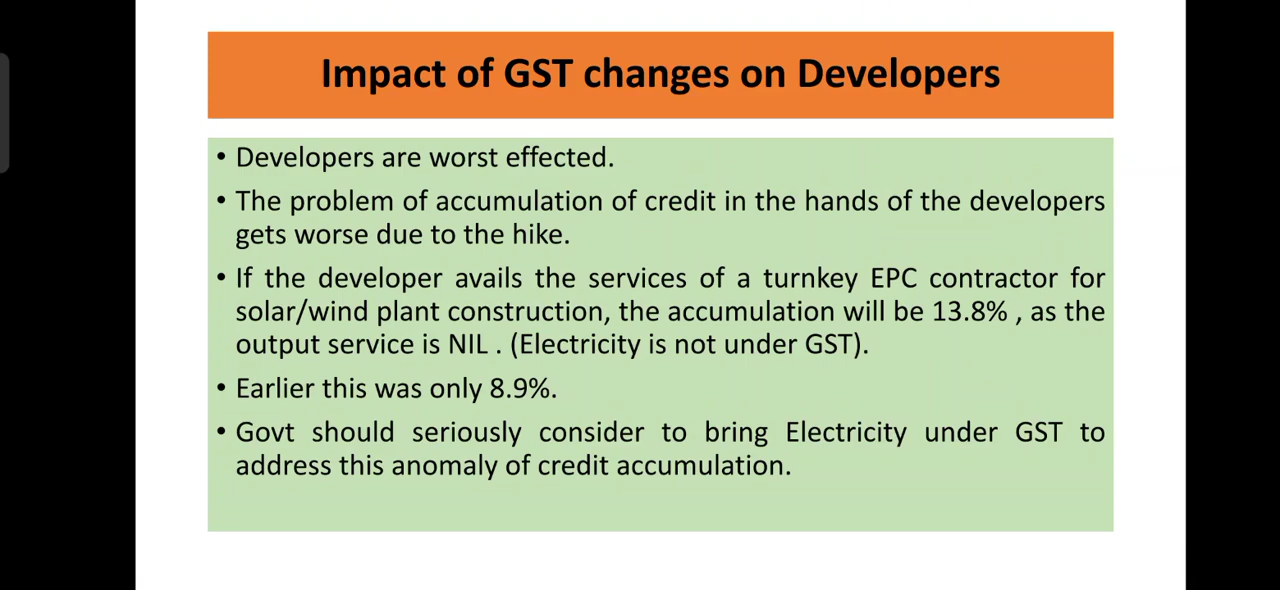 Impact of GST changes on Developers
• Developers are worst effected.
• The problem of accumulation of credit in the hands of the developers
gets worse due to the hike.
• If the developer avails the services of a turnkey EPC contractor for
solar/wind plant construction, the accumulation will be 13.8% , as the
output service is NIL . (Electricity is not under GST).
• Earlier this was only 8.9%.
• Govt should seriously consider to bring Electricity under GST to
address this anomaly of credit accumulation.